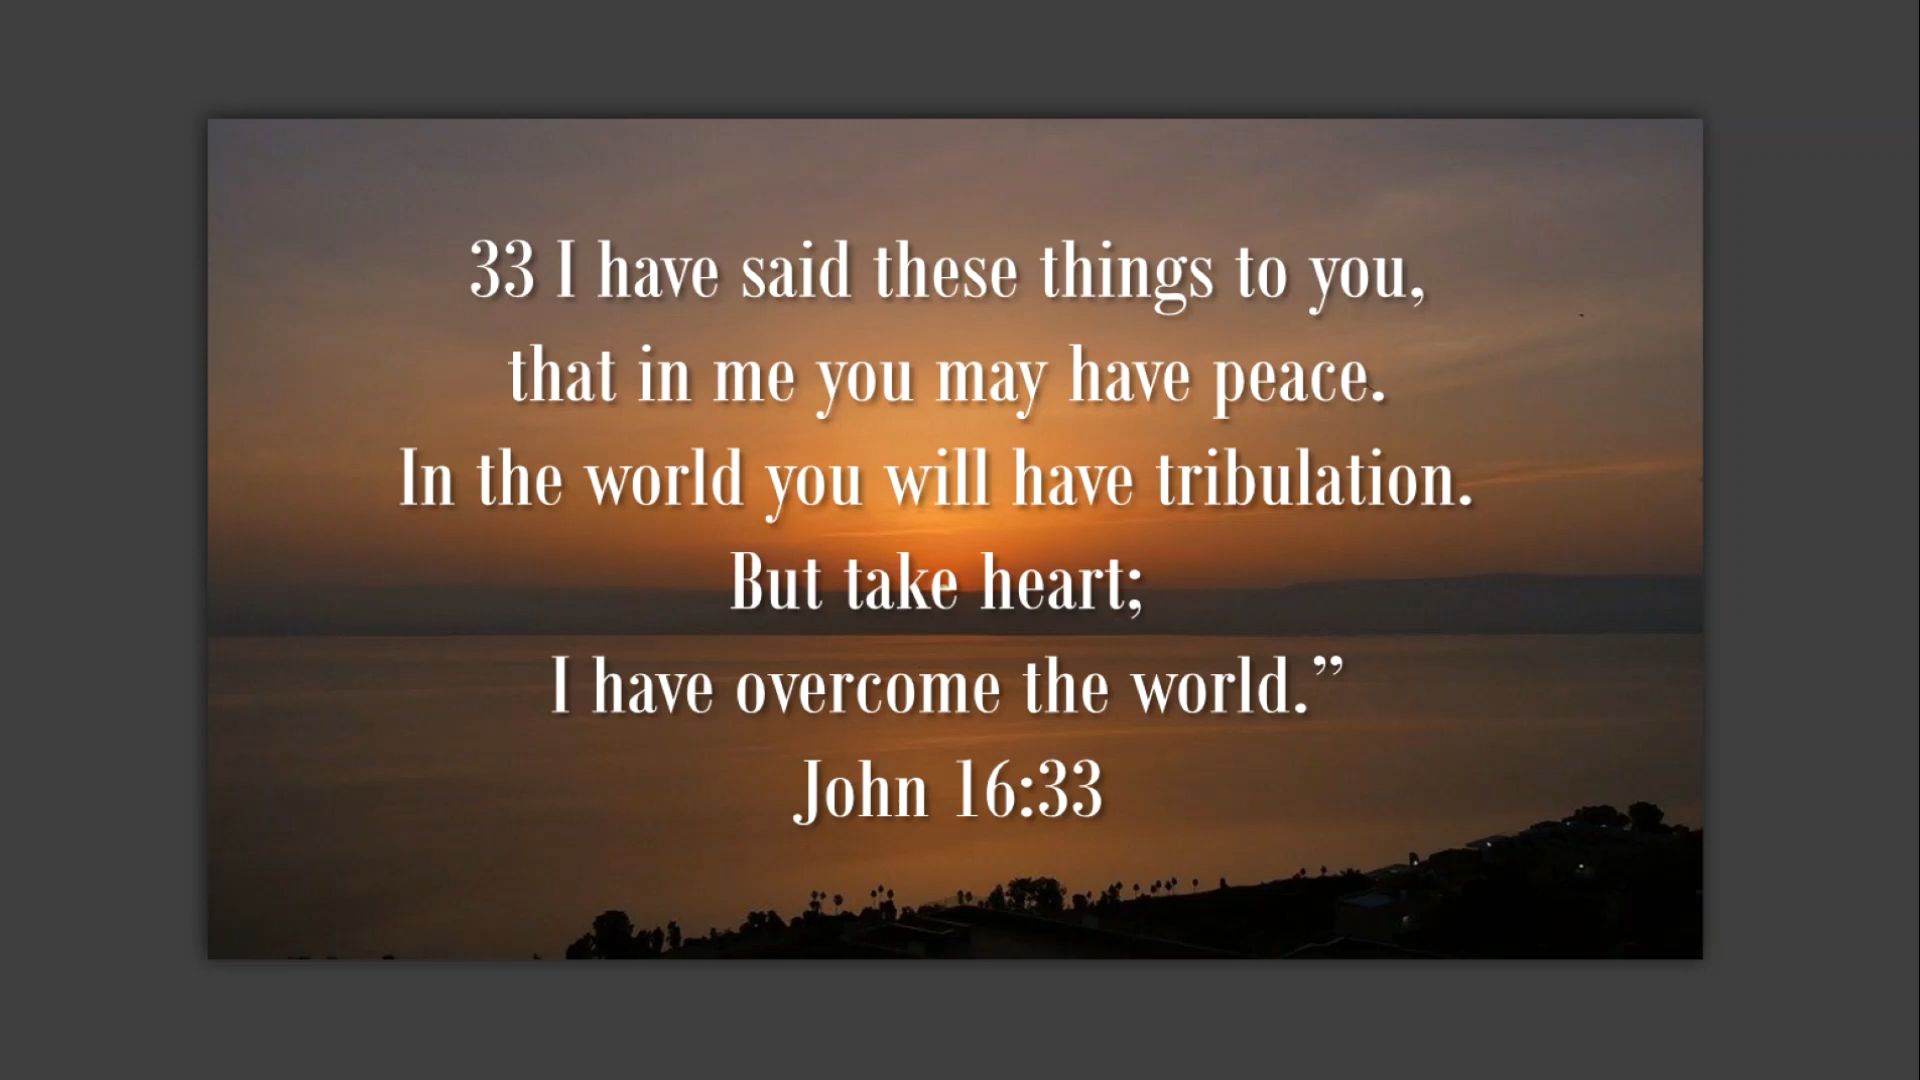 33 I have said these things to you,
that in me you may have peace.
In the world you will have tribulation.
But take heart;
I have overcome the world.”
John 16:33